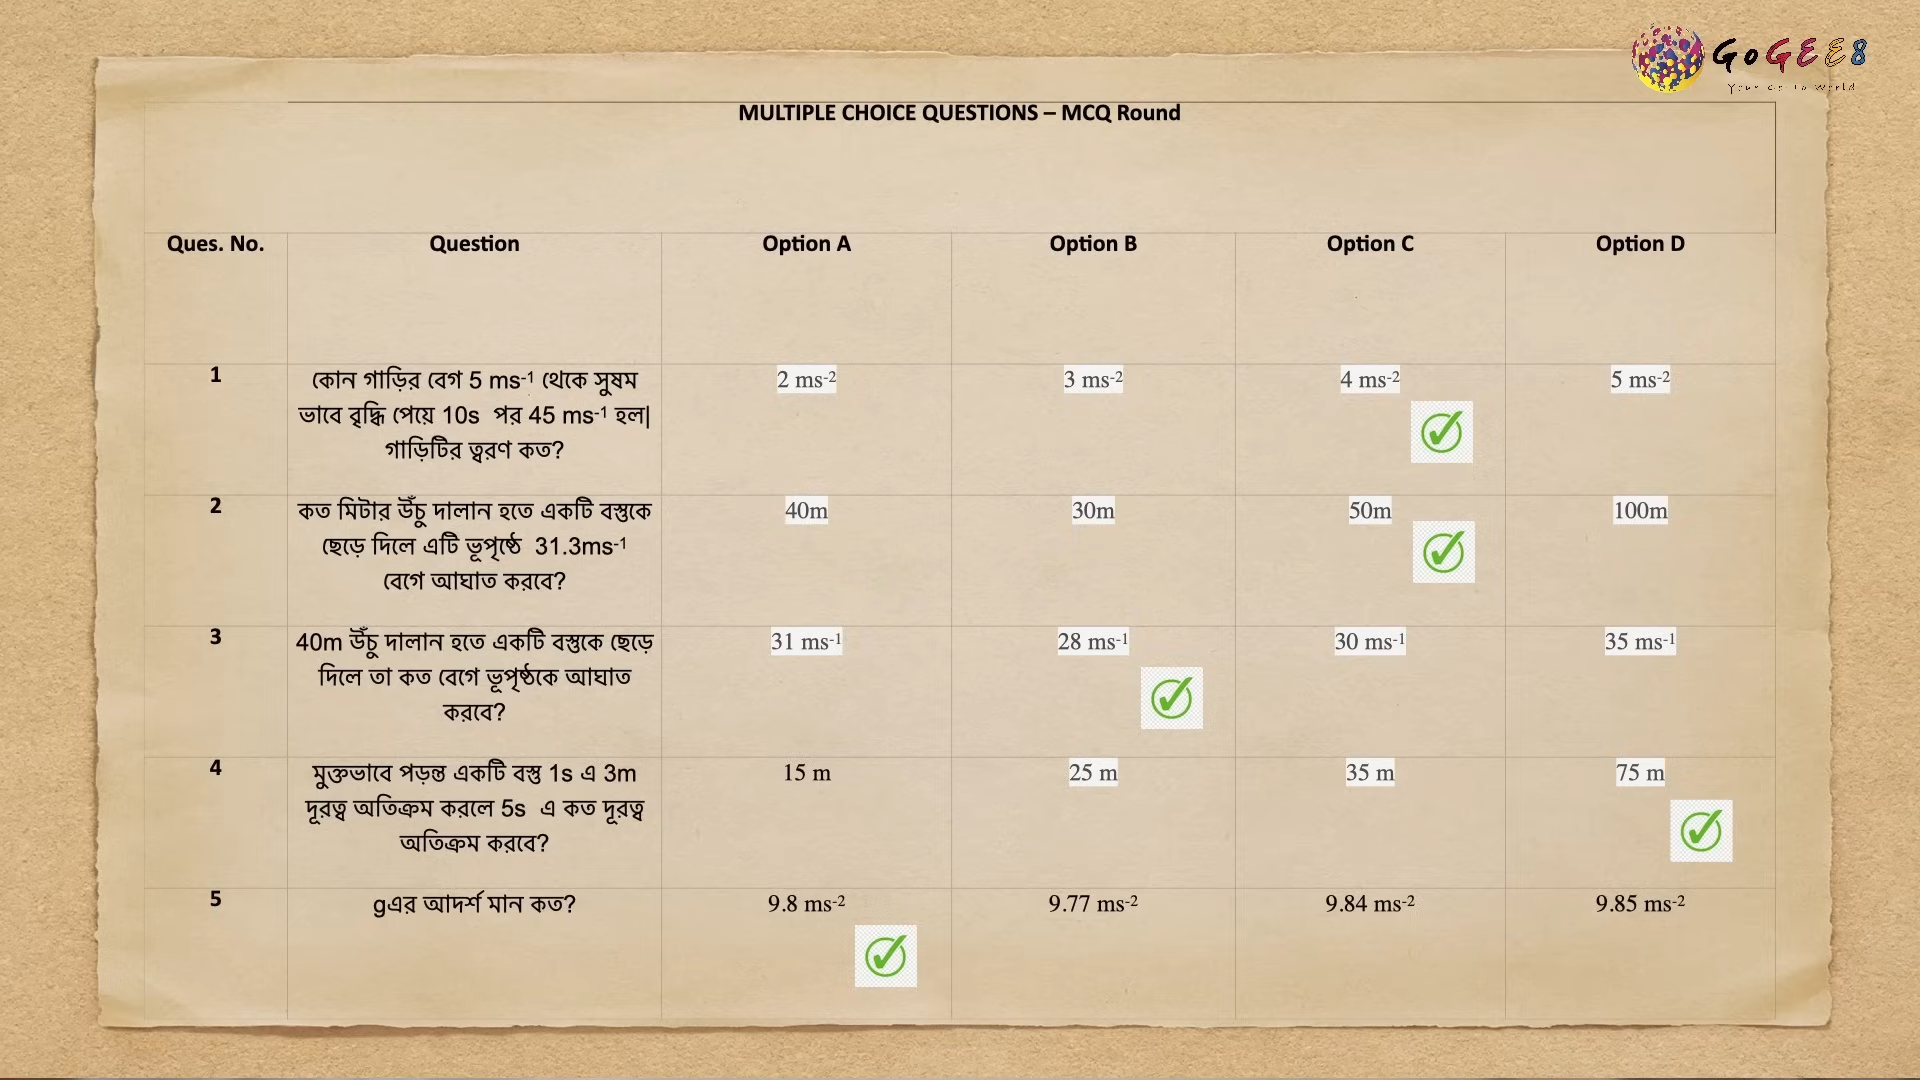 GoGEE8
Your Go To World
MULTIPLE CHOICE QUESTIONS – MCQ Round
Ques. No. Question Option A Option B Option C Option D
1 কোন গাড়ির বেগ 5 ms-1 থেকে সুষম 2 ms-2 3 ms-2 4 ms-2 5 ms-2
ভাবে বৃদ্ধি পেয়ে 10s পর 45 ms-1 হল|
গাড়িটির ত্বরণ কত?
2 কত মিটার উঁচু দালান হতে একটি বস্তুকে 40m 30m 50m 100m
ছেড়ে দিলে এটি ভূপৃষ্ঠে 31.3ms-1
বেগে আঘাত করবে?
3 40m উঁচু দালান হতে একটি বস্তুকে ছেড়ে 31 ms-1 28 ms-1 30 ms-1 35 ms-1
দিলে তা কত বেগে ভূপৃষ্ঠকে আঘাত
করবে?
4 মুক্তভাবে পড়ন্ত একটি বস্তু 1s এ 3m 15 m 25 m 35 m 75 m
দূরত্ব অতিক্রম করলে 5s এ কত দূরত্ব
অতিক্রম করবে?
5 gএর আদর্শ মান কত? 9.8 ms-2 9.77 ms-2 9.84 ms-2 9.85 ms-2